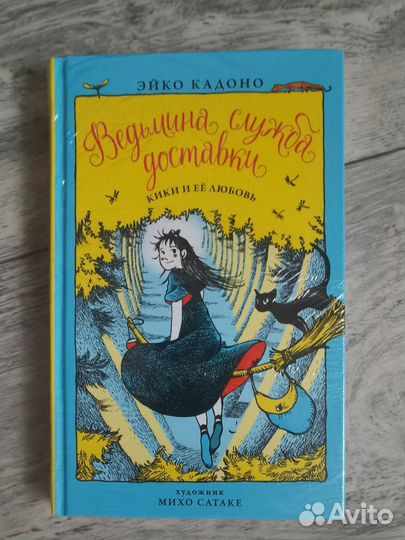 ЭЙКО КАДОНО
Ведьмина служба
доставки
КИКИ И ЕЁ ЛЮБОВЬ
художник
МИХО САТАКЕ
Avito